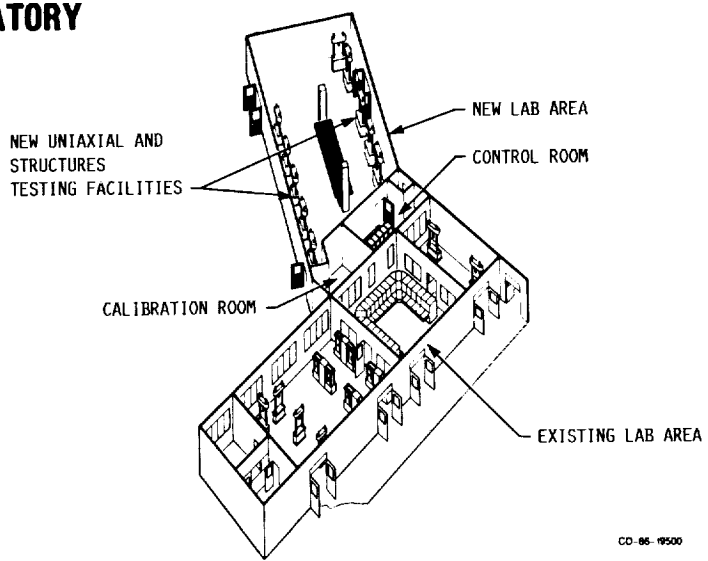 ATORY
NEW LAB AREA
NEW UNIAXIAL AND
STRUCTURES
TESTING FACILITIES
CONTROL ROOM
CALIBRATION ROOM
EXISTING LAB AREA
CD-86-19500